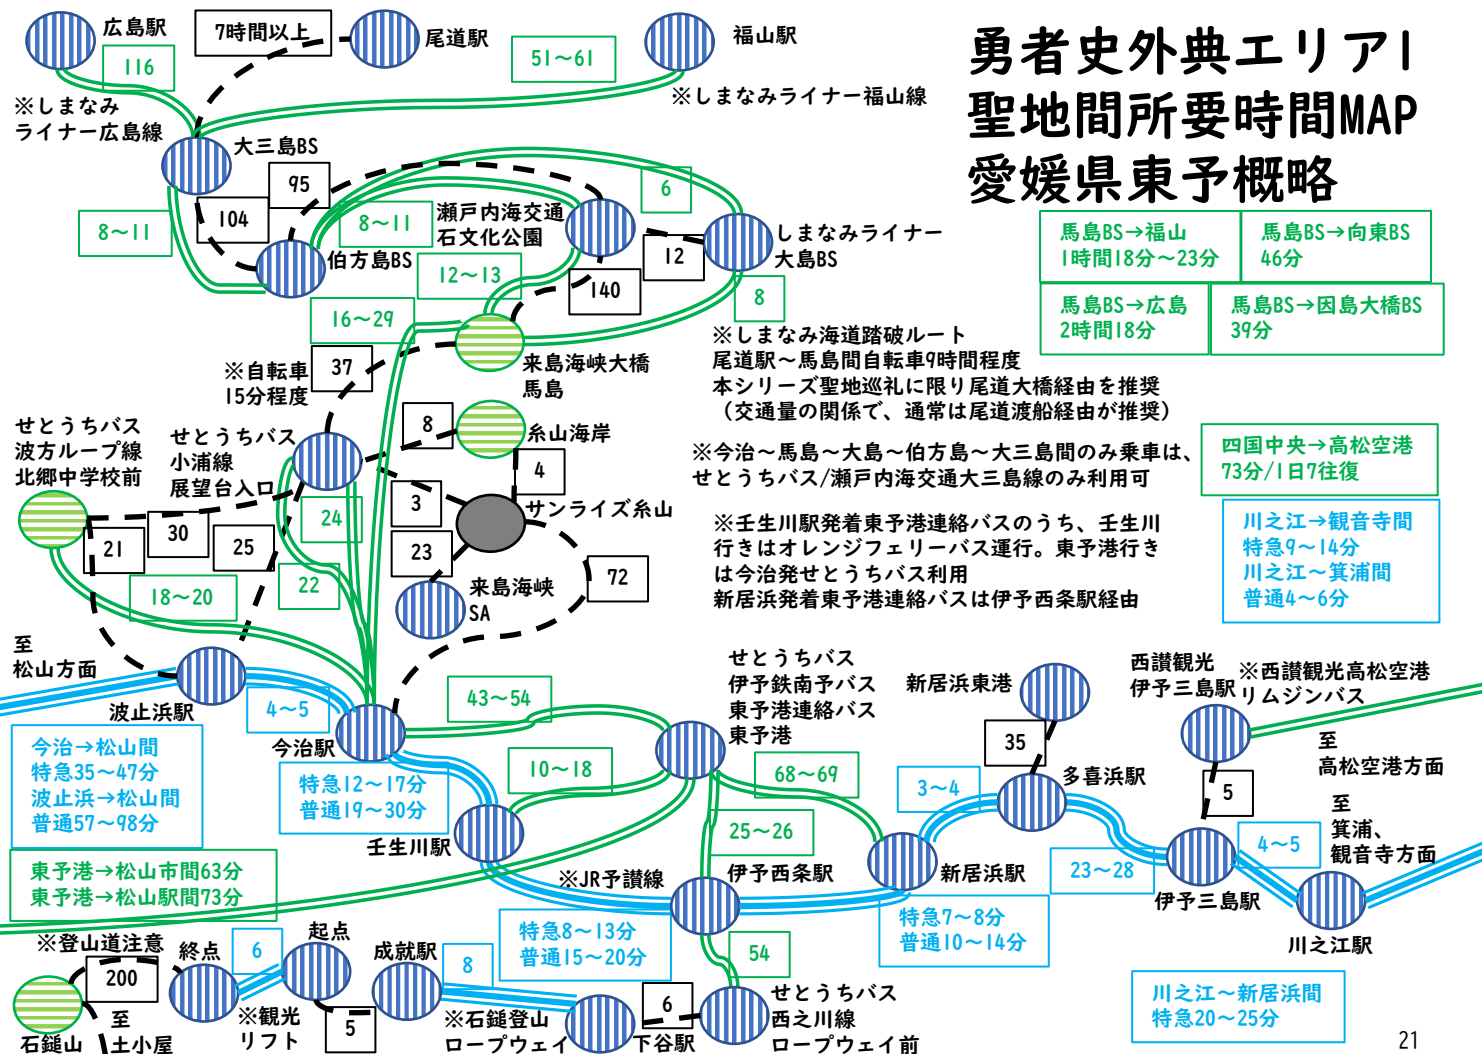 勇者史外典エリア1
聖地間所要時間MAP
愛媛県東予概略
広島駅
116
7時間以上
尾道駅
51～61
福山駅
※しまなみ
ライナー広島線
※しまなみライナー福山線
大三島BS
95
104
8～11
8～11
伯方島BS
瀬戸内海交通
石文化公園
6
12
しまなみライナー
大島BS
12～13
140
8
16～29
来島海峡大橋
馬島
馬島BS→福山
1時間18分～23分
馬島BS→向東BS
46分
馬島BS→広島
2時間18分
馬島BS→因島大橋BS
39分
※しまなみ海道踏破ルート
尾道駅～馬島間自転車9時間程度
本シリーズ聖地巡礼に限り尾道大橋経由を推奨
（交通量の関係で、通常は尾道渡船経由が推奨）
※自転車
15分程度
37
8
糸山海岸
4
せとうちバス
波方ループ線
北郷中学校前
せとうちバス
小浦線
展望台入口
※今治～馬島～大島～伯方島～大三島間のみ乗車は、
せとうちバス/瀬戸内海交通大三島線のみ利用可
四国中央→高松空港
73分/1日7往復
3
サンライズ糸山
24
21
30
25
23
22
72
18～20
来島海峡
SA
※壬生川駅発着東予港連絡バスのうち、壬生川
行きはオレンジフェリーバス運行。東予港行き
は今治発せとうちバス利用
新居浜発着東予港連絡バスは伊予西条駅経由
川之江→観音寺間
特急9～14分
川之江～箕浦間
普通4～6分
至
松山方面
波止浜駅
4～5
今治駅
43～54
せとうちバス
伊予鉄南予バス
東予港連絡バス
東予港
新居浜東港
35
西讃観光
伊予三島駅
※西讃観光高松空港
リムジンバス
至
高松空港方面
今治→松山間
特急35～47分
波止浜→松山間
普通57～98分
特急12～17分
普通19～30分
10～18
68～69
3～4
多喜浜駅
5
至
箕浦、
観音寺方面
壬生川駅
25～26
4～5
東予港→松山市間63分
東予港→松山駅間73分
※JR予讃線
伊予西条駅
新居浜駅
23～28
伊予三島駅
川之江駅
特急8～13分
普通15～20分
特急7～8分
普通10～14分
54
※登山道注意
200
終点
6
起点
成就駅
8
石鎚山
至
土小屋
※観光
リフト
5
※石鎚登山
ロープウェイ
6
下谷駅
せとうちバス
西之川線
ロープウェイ前
川之江～新居浜間
特急20～25分
21